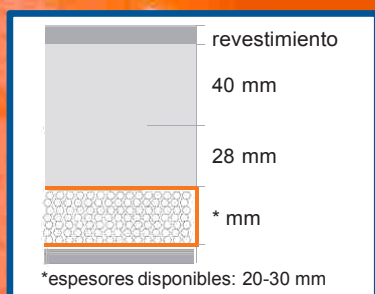 revestimiento
40 mm
28 mm
* mm
*espesores disponibles: 20-30 mm